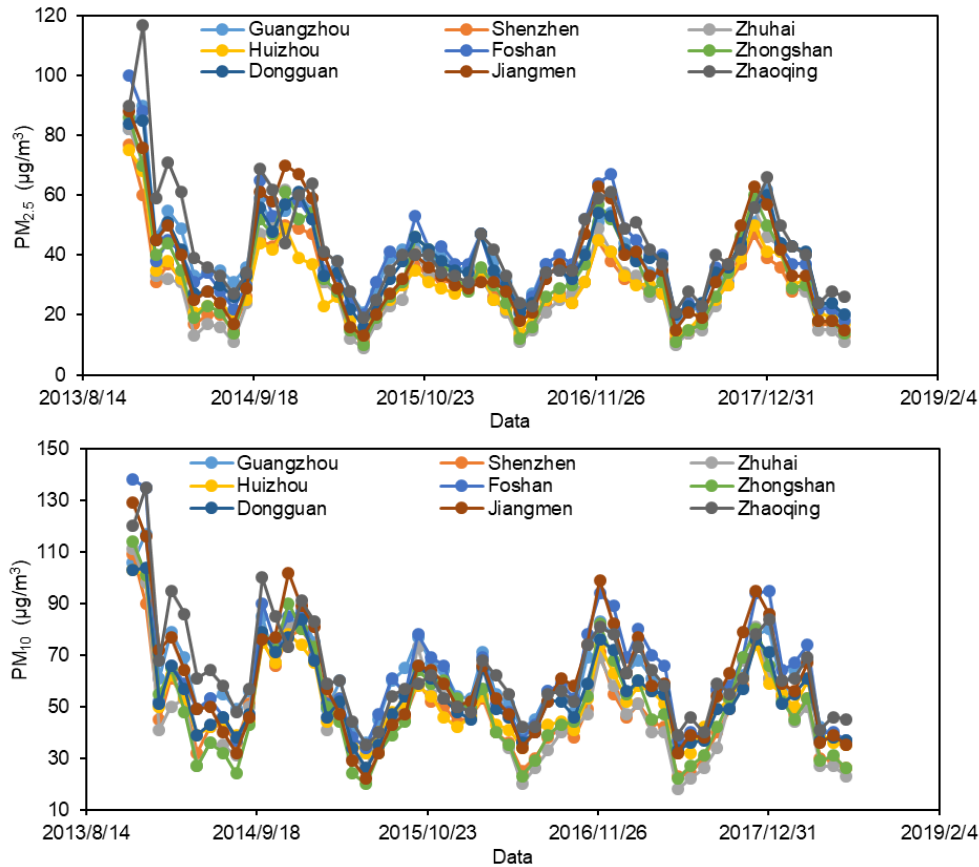 120
Guangzhou Shenzhen Zhuhai
Huizhou Foshan Zhongshan
Dongguan Jiangmen Zhaoqing
100
80
60
40
20
0
PM2.5 (µg/m³)
2013/8/14 2014/9/18 2015/10/23 2016/11/26 2017/12/31 2019/2/4
Data
150
Guangzhou Shenzhen Zhuhai
Huizhou Foshan Zhongshan
Dongguan Jiangmen Zhaoqing
130
110
90
70
50
30
10
PM10 (µg/m³)
2013/8/14 2014/9/18 2015/10/23 2016/11/26 2017/12/31 2019/2/4
Data